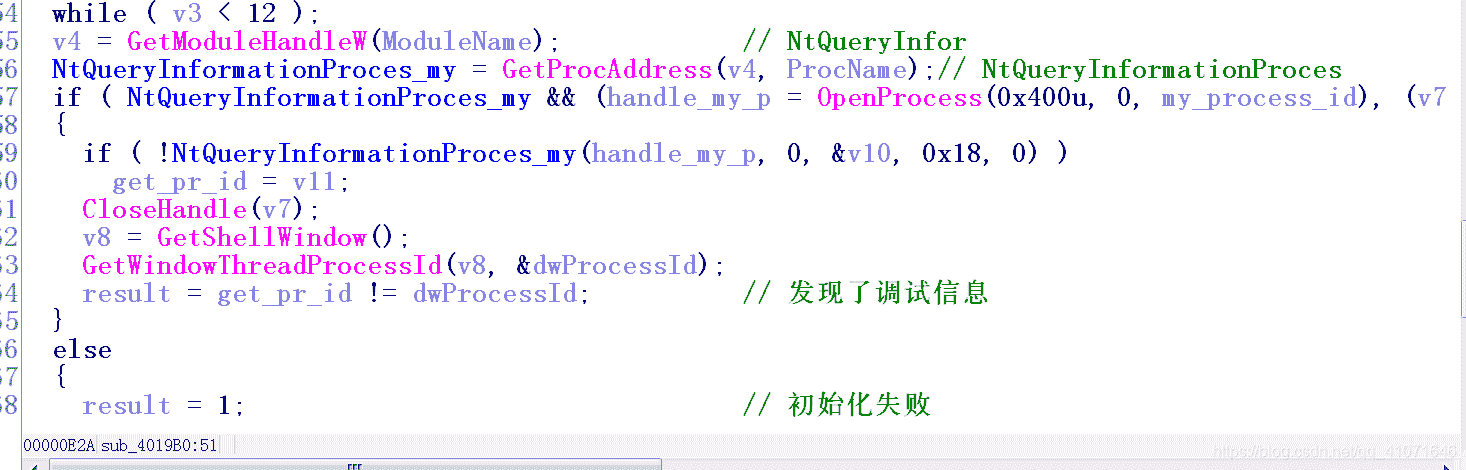 54 while ( v3 < 12 );
55 v4 = GetModuleHandleW(ModuleName); // NtQueryInfor
56 NtQueryInformationProces_my = GetProcAddress(v4, ProcName);// NtQueryInformationProces
57 if ( NtQueryInformationProces_my && (handle_my_p = OpenProcess(0x400u, 0, my_process_id), (v7
58 {
59 if ( !NtQueryInformationProces_my(handle_my_p, 0, &v10, 0x18, 0) )
60 get_pr_id = v11;
61 CloseHandle(v7);
62 v8 = GetShellWindow();
63 GetWindowThreadProcessId(v8, &dwProcessId);
64 result = get_pr_id != dwProcessId; // 发现了调试信息
65 }
66 else
67 {
68 result = 1; // 初始化失败
00000E2A sub_4019B0:51
https://blog.csdn.net/qq_41071646